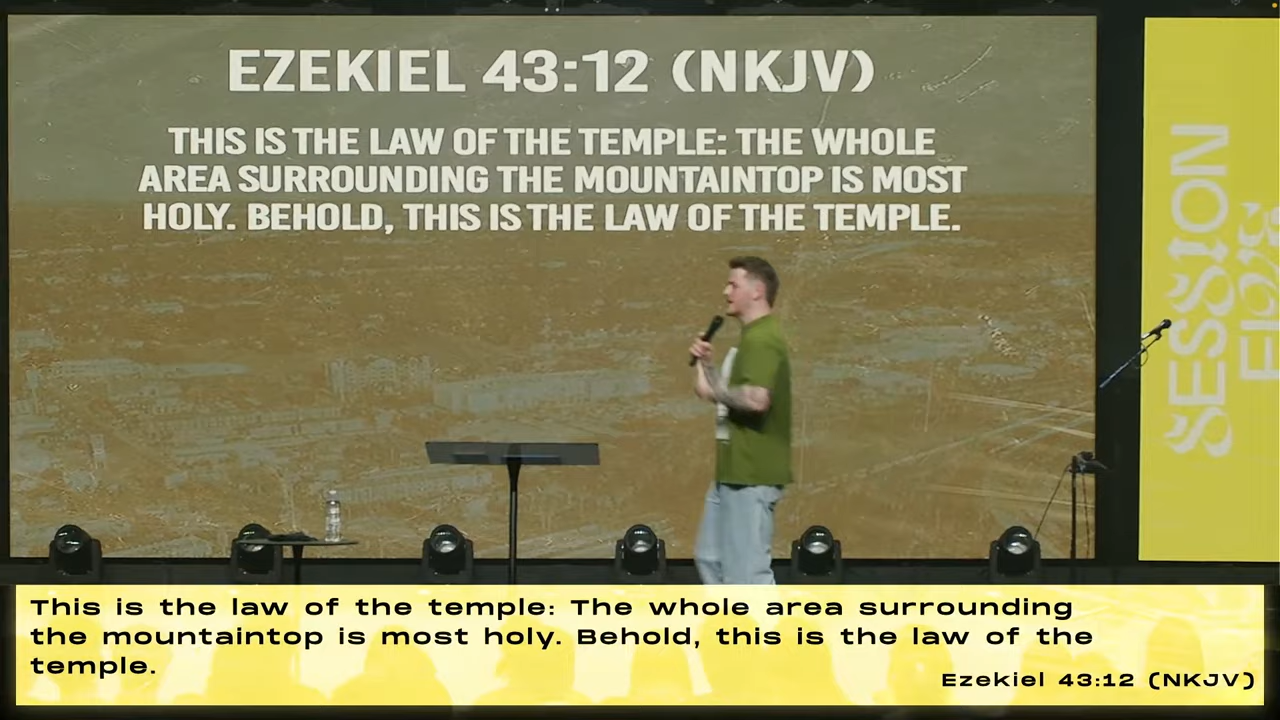 EZEKIEL 43:12 (NKJV)
THIS IS THE LAW OF THE TEMPLE: THE WHOLE
AREA SURROUNDING THE MOUNTAINTOP IS MOST
HOLY. BEHOLD, THIS IS THE LAW OF THE TEMPLE.
SESSION
This is the law of the temple: The whole area surrounding
the mountaintop is most holy. Behold, this is the law of the
temple.
Ezekiel 43:12 (NKJV)